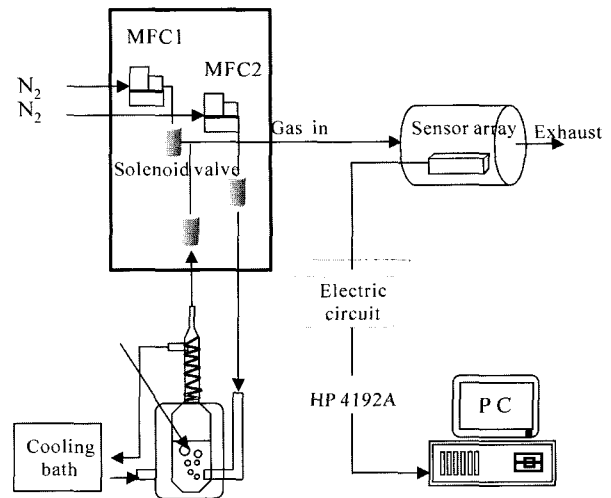 MFC1
MFC2
N2
N2
Gas in
Sensor array
Exhaust
Solenoid valve
Electric
circuit
HP 4192A
PC
Cooling
bath